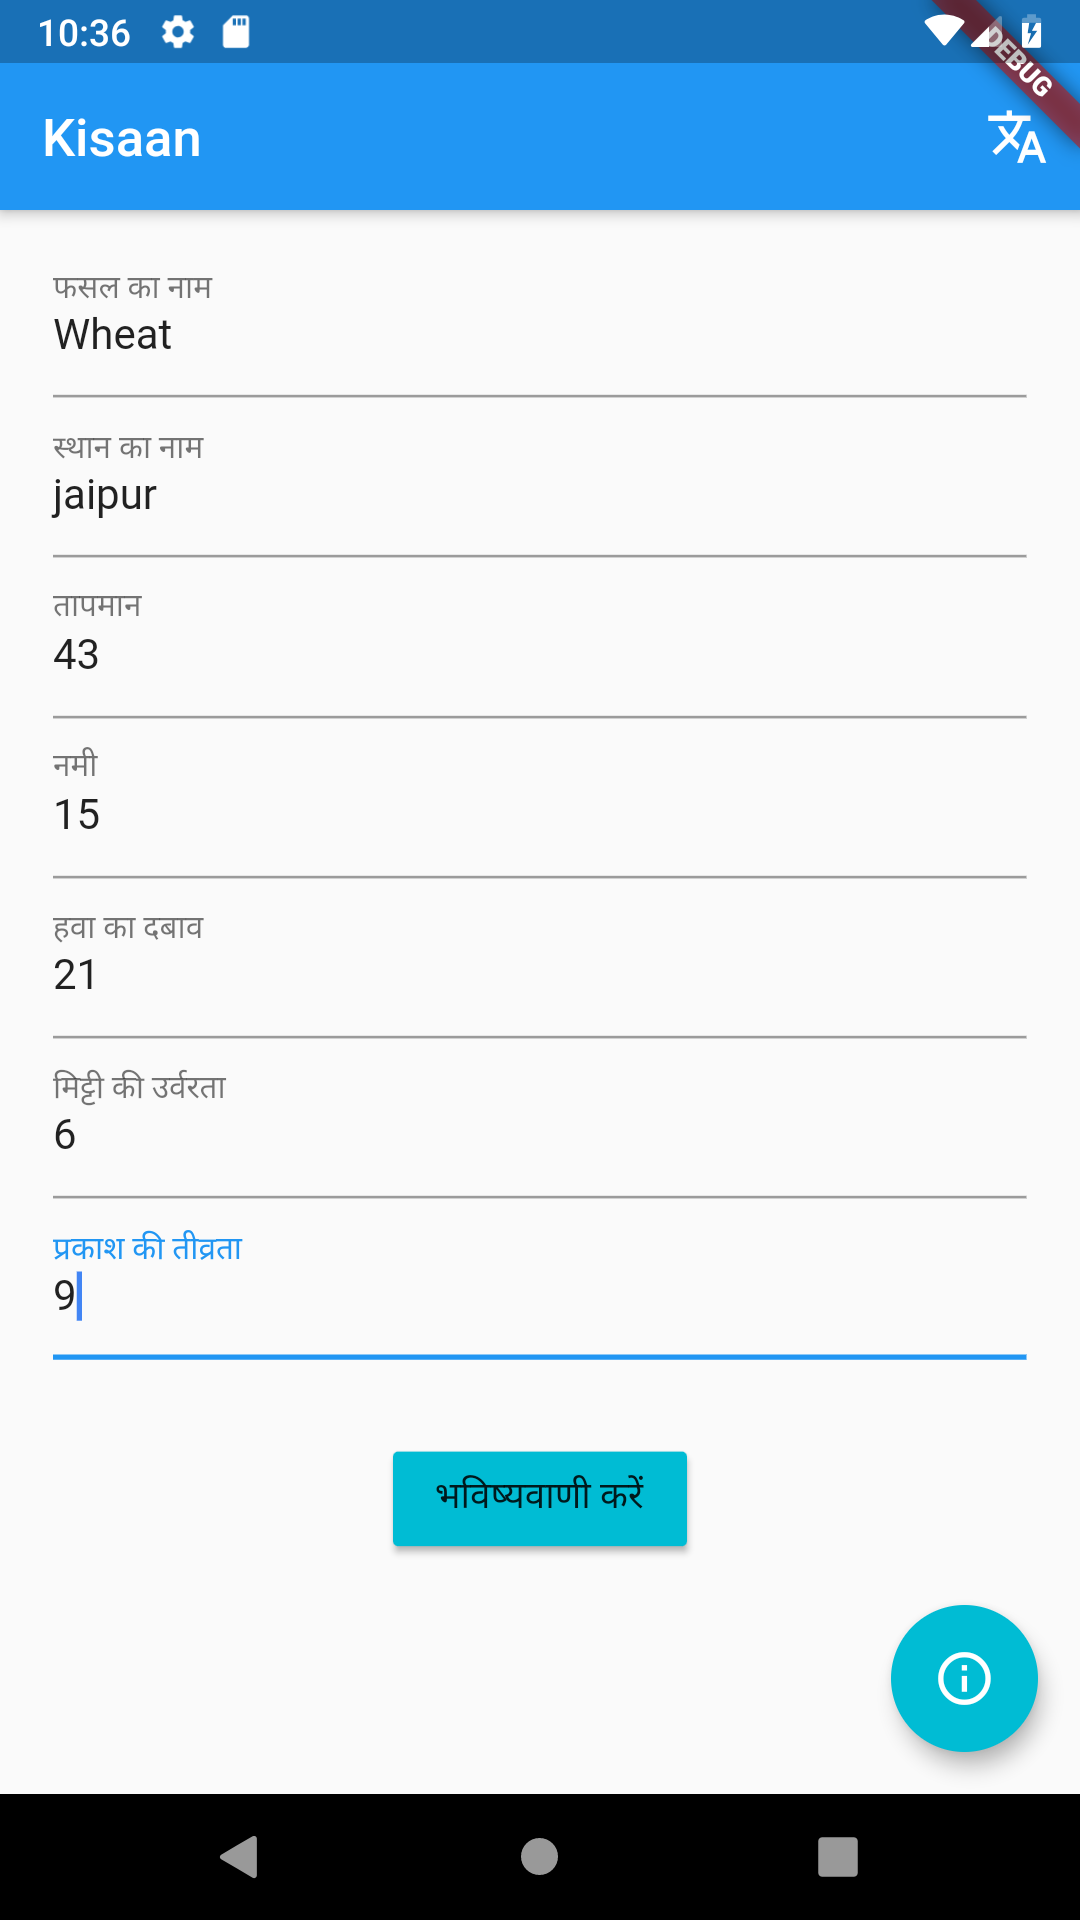 10:36
DEBUG
Kisaan
फसल का नाम
Wheat
स्थान का नाम
jaipur
तापमान
43
नमी
15
हवा का दबाव
21
मिट्टी की उर्वरता
6
प्रकाश की तीव्रता
9
भविष्यवाणी करें